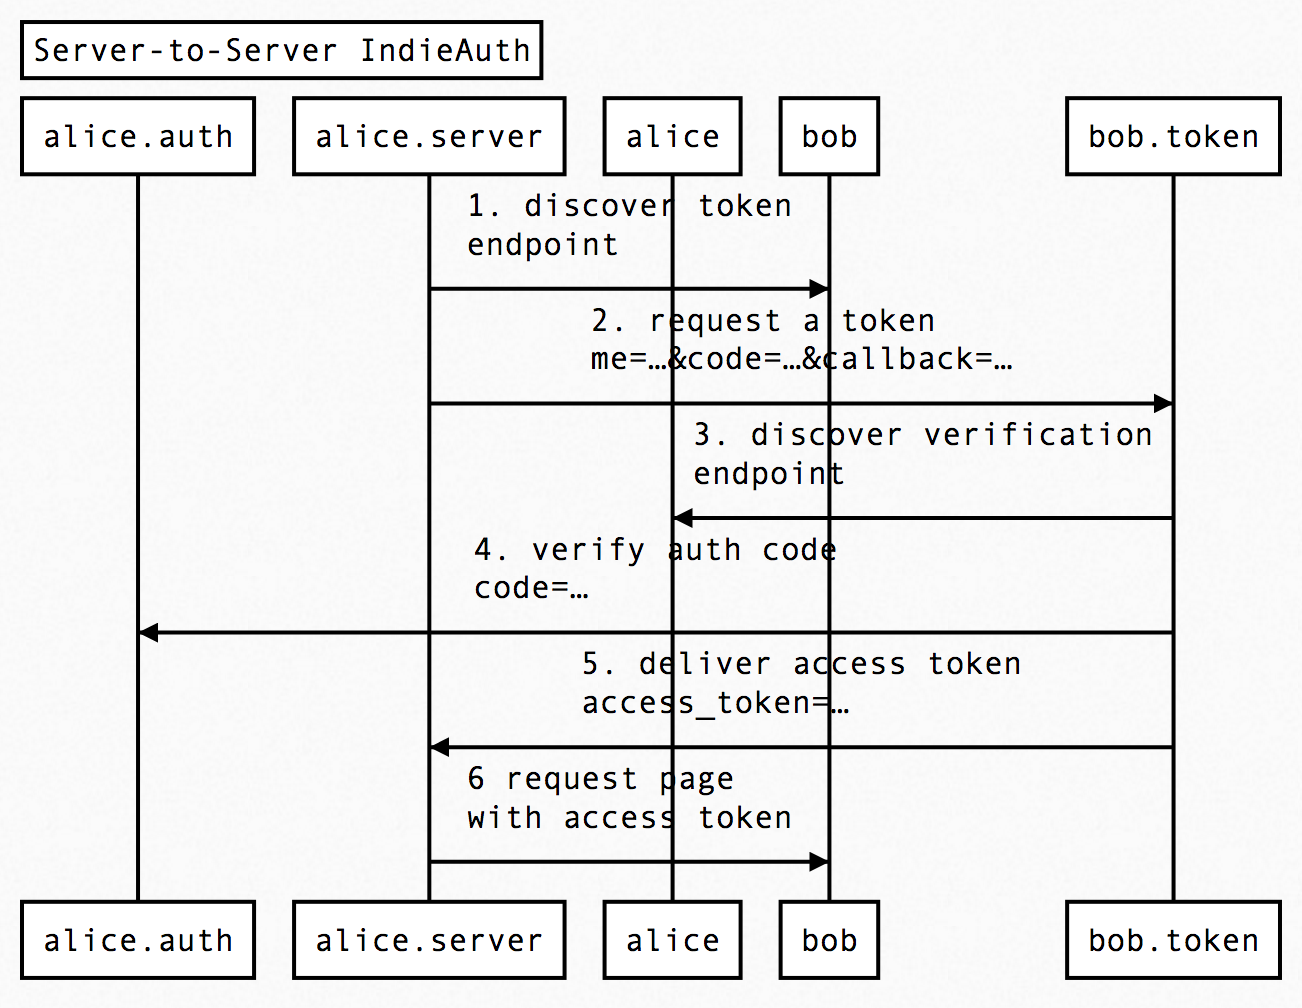 Server-to-Server IndieAuth
alice.auth
alice.server
alice
bob
bob.token
1. discover token
endpoint
2. request a token
me=…&code=…&callback=…
3. discover verification
endpoint
4. verify auth code
code=…
5. deliver access token
access_token=…
6 request page
with access token
alice.auth
alice.server
alice
bob
bob.token